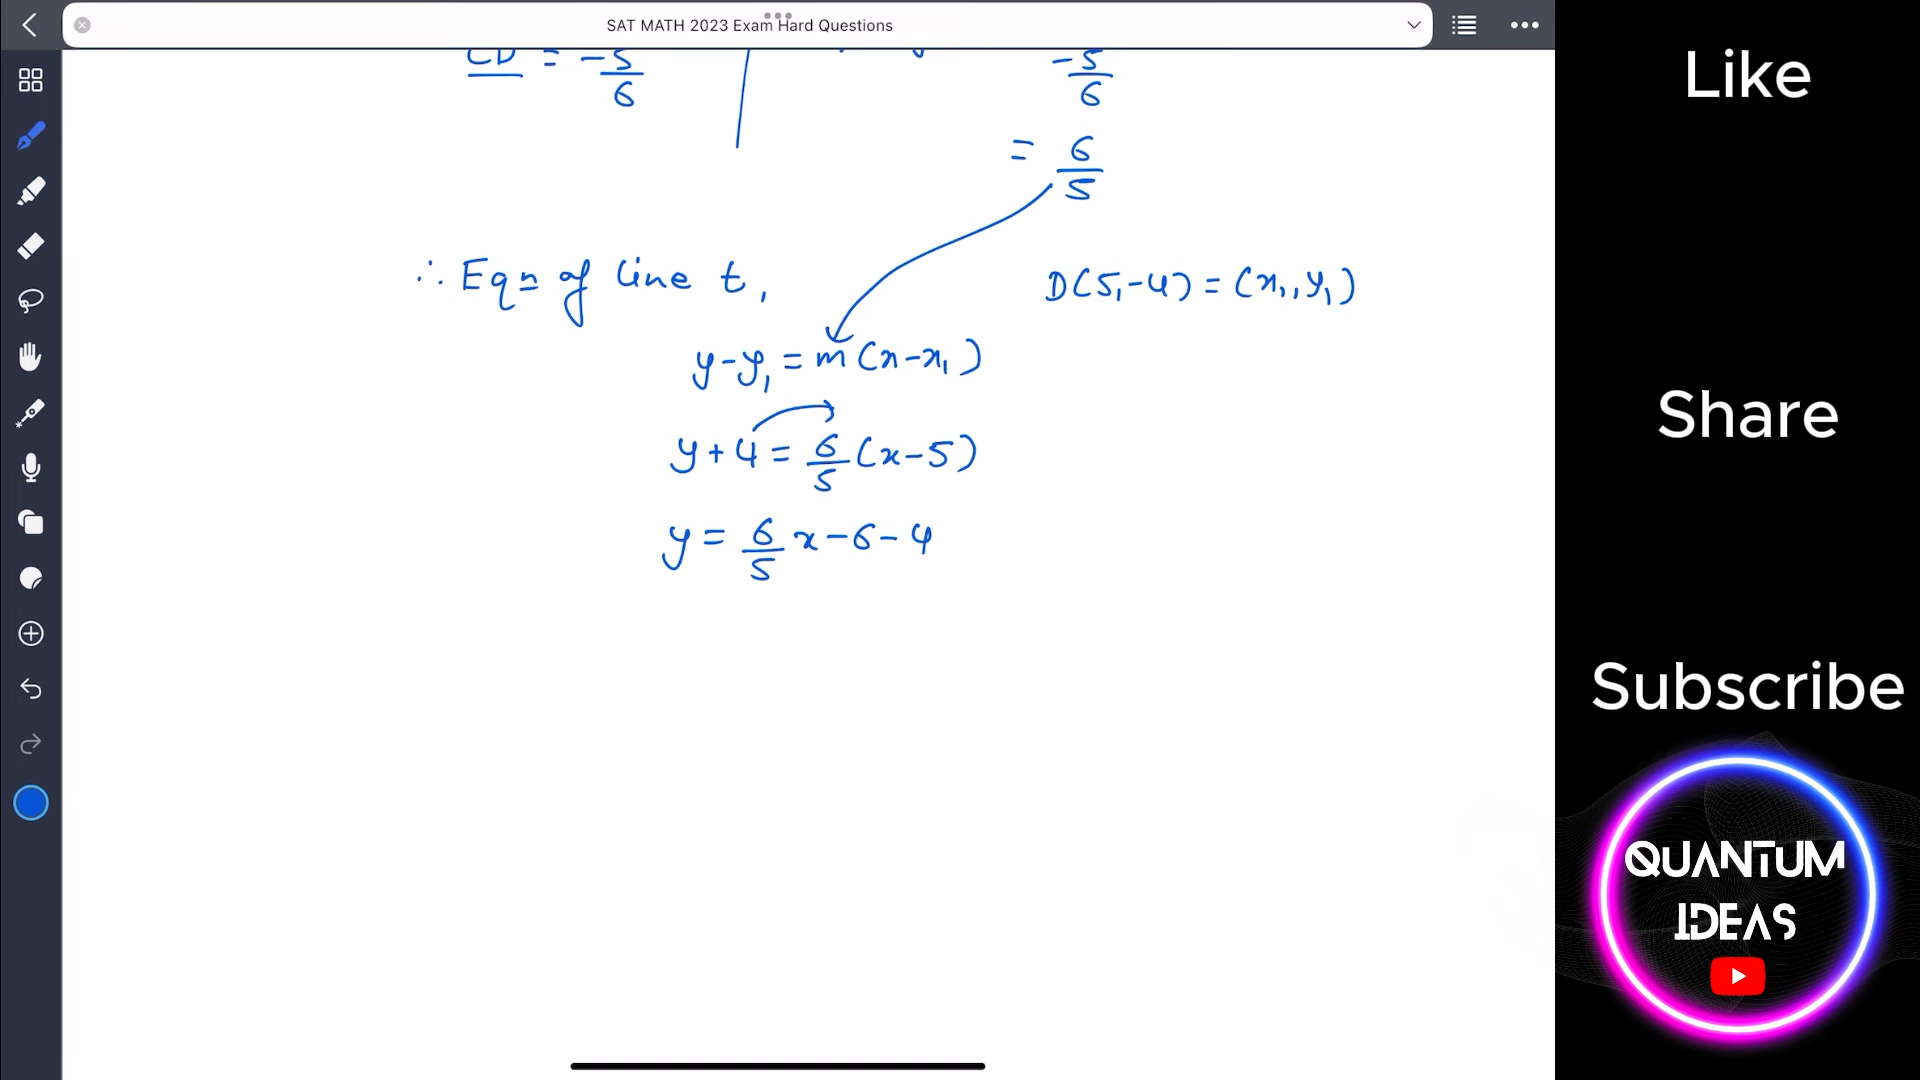 SAT MATH 2023 Exam Hard Questions
CD = -5/6
-5/6
= 6/5
∴ Eqn of line t,
D(5,-4) = (x₁, y₁)
y-y₁ = m(x-x₁)
y+4 = 6/5(x-5)
y = 6/5 x-6-4
Like
Share
Subscribe
QUANTUM
IDEAS